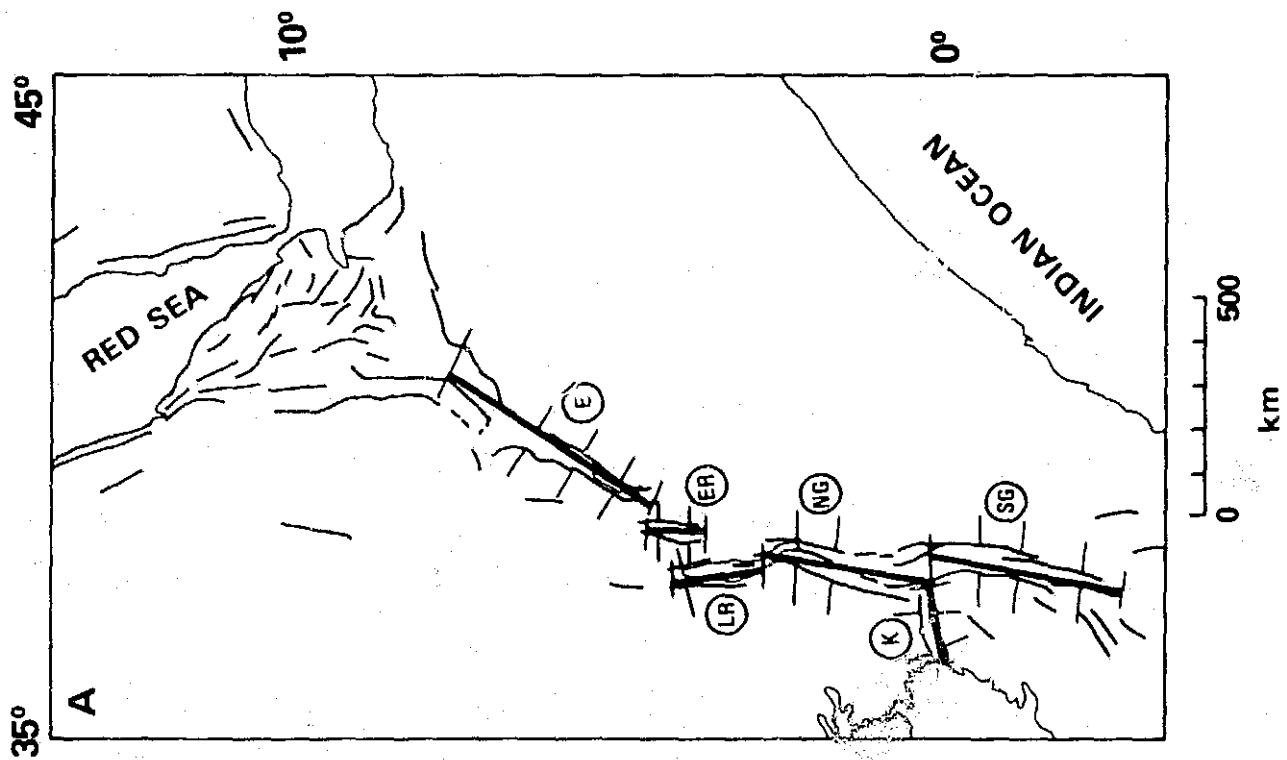 45°
10°
35°
A
RED SEA
E
ER
LR
NG
K
SG
0°
INDIAN OCEAN
0
500
km